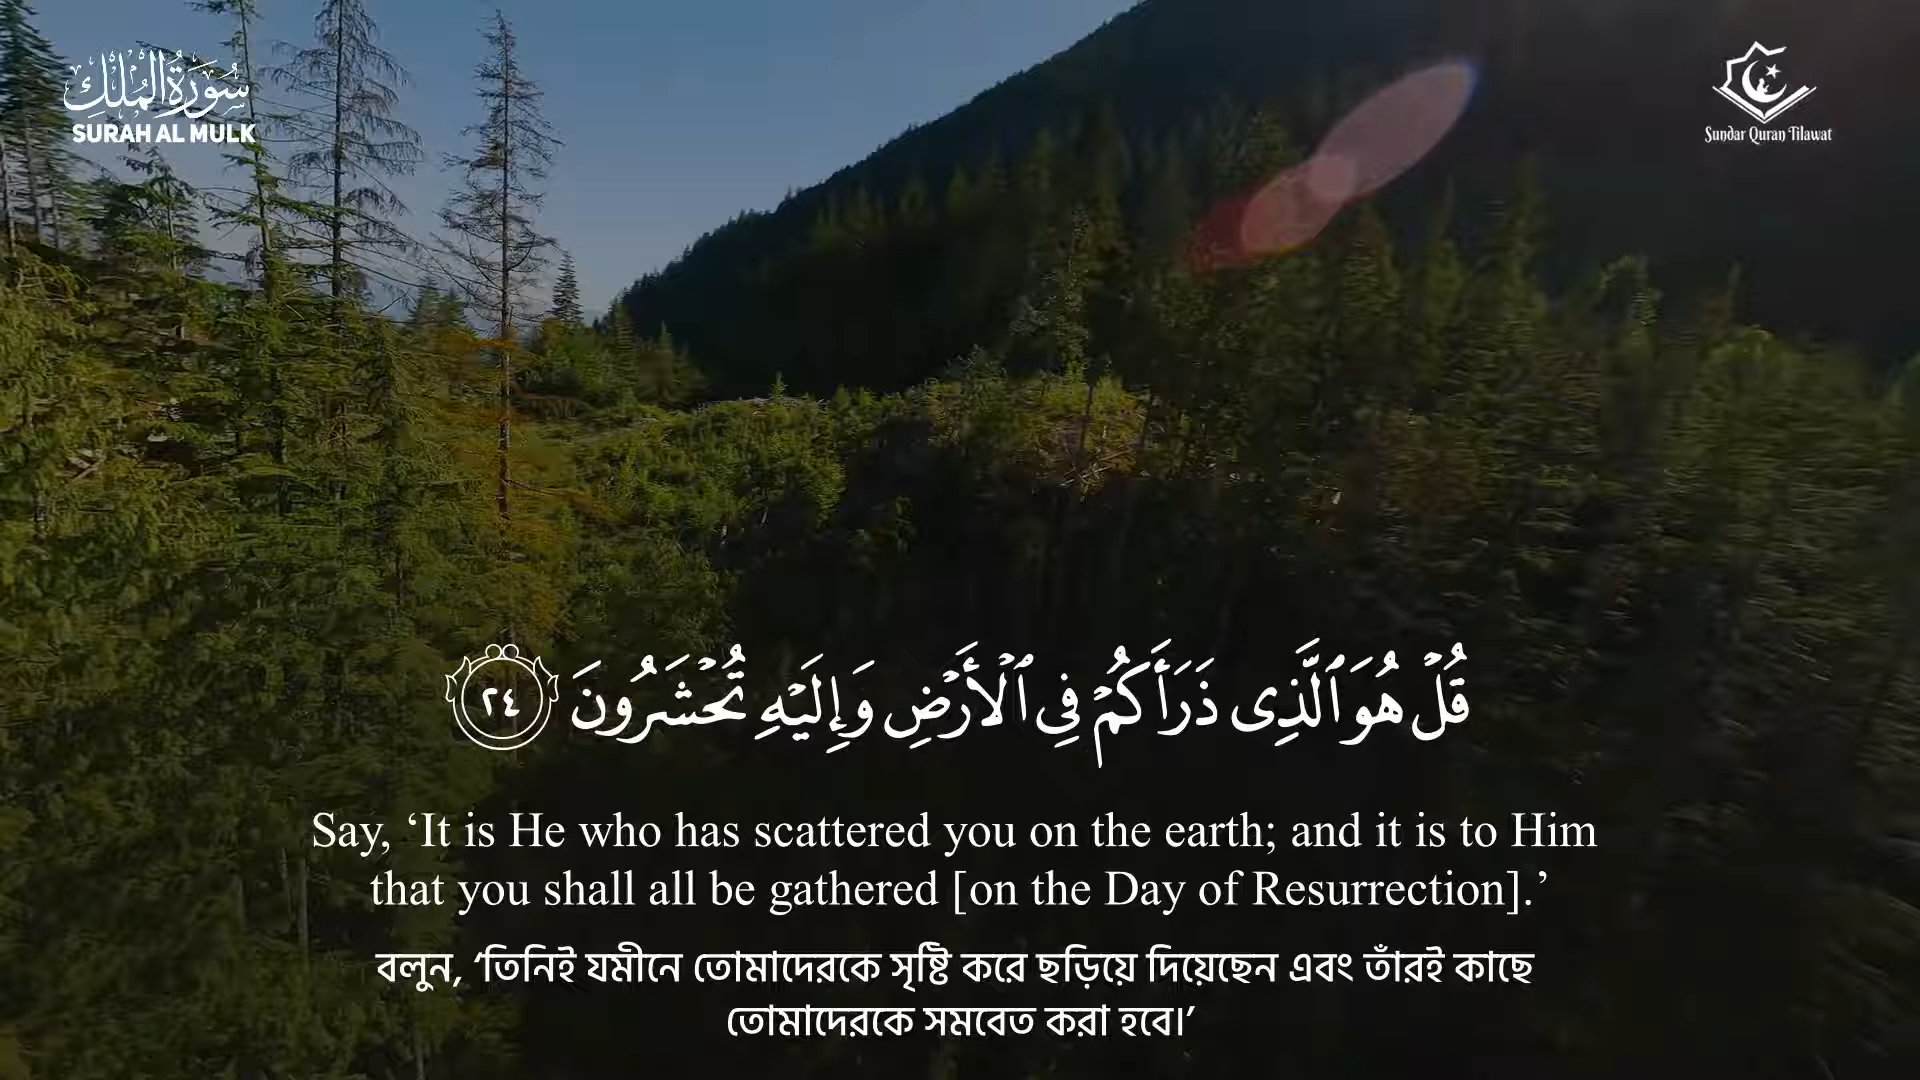 سُورَةُ الْمُلْكِ
SURAH AL MULK
Sundar Quran Tilawat
قُلْ هُوَ ٱلَّذِى ذَرَأَكُمْ فِى ٱلْأَرْضِ وَإِلَيْهِ تُحْشَرُونَ ٢٤
Say, ‘It is He who has scattered you on the earth; and it is to Him
that you shall all be gathered [on the Day of Resurrection].’
বলুন, ‘তিনিই যমীনে তোমাদেরকে সৃষ্টি করে ছড়িয়ে দিয়েছেন এবং তাঁরই কাছে
তোমাদেরকে সমবেত করা হবে।’